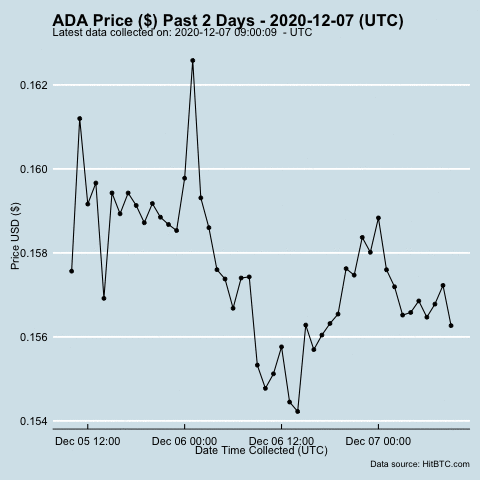 ADA Price ($) Past 2 Days - 2020-12-07 (UTC)
Latest data collected on: 2020-12-07 09:00:09 - UTC
0.162
0.160
0.158
0.156
0.154
Price USD ($)
Dec 05 12:00 Dec 06 00:00 Dec 06 12:00 Dec 07 00:00
Date Time Collected (UTC)
Data source: HitBTC.com